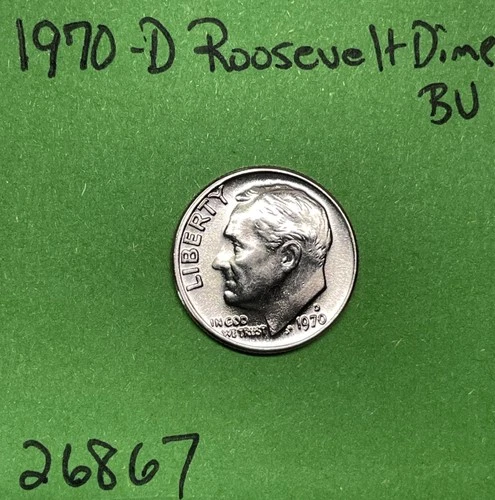 1970-D Roosevelt Dime
BU
LIBERTY
IN GOD
WE TRUST
D
1970
26867